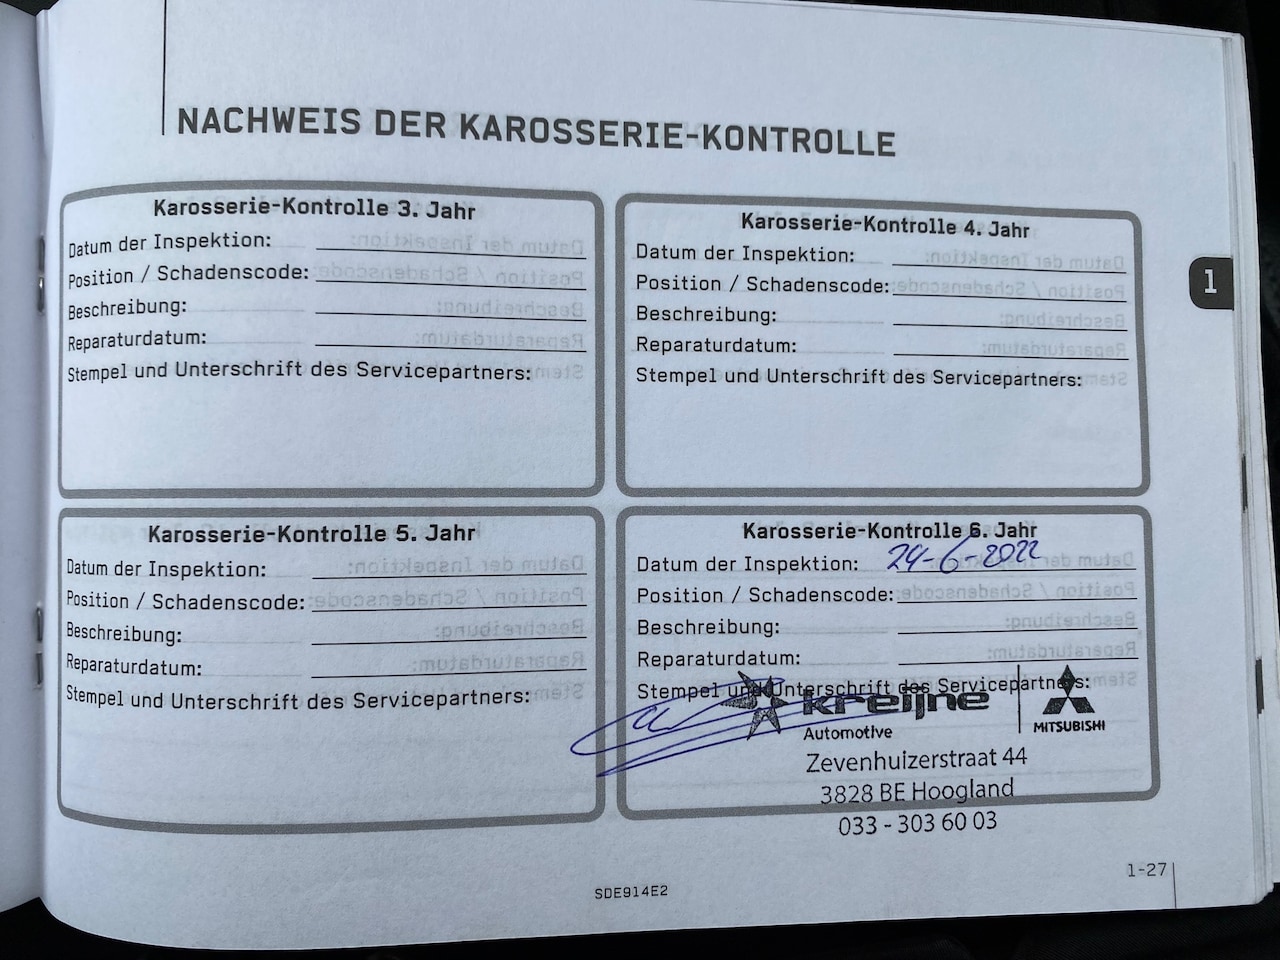 NACHWEIS DER KAROSSERIE-KONTROLLE
1
Karosserie-Kontrolle 3. Jahr
Datum der Inspektion:
Position / Schadenscode:
Beschreibung:
Reparaturdatum:
Stempel und Unterschrift des Servicepartners:
Karosserie-Kontrolle 4. Jahr
Datum der Inspektion:
Position / Schadenscode:
Beschreibung:
Reparaturdatum:
Stempel und Unterschrift des Servicepartners:
Karosserie-Kontrolle 5. Jahr
Datum der Inspektion:
Position / Schadenscode:
Beschreibung:
Reparaturdatum:
Stempel und Unterschrift des Servicepartners:
Karosserie-Kontrolle 6. Jahr
Datum der Inspektion: 24-6-2022
Position / Schadenscode:
Beschreibung:
Reparaturdatum:
Stempel und Unterschrift des Servicepartners:
kreijne
Automotive
MITSUBISHI
Zevenhuizerstraat 44
3828 BE Hoogland
033 - 303 60 03
1-27
SDE914E2